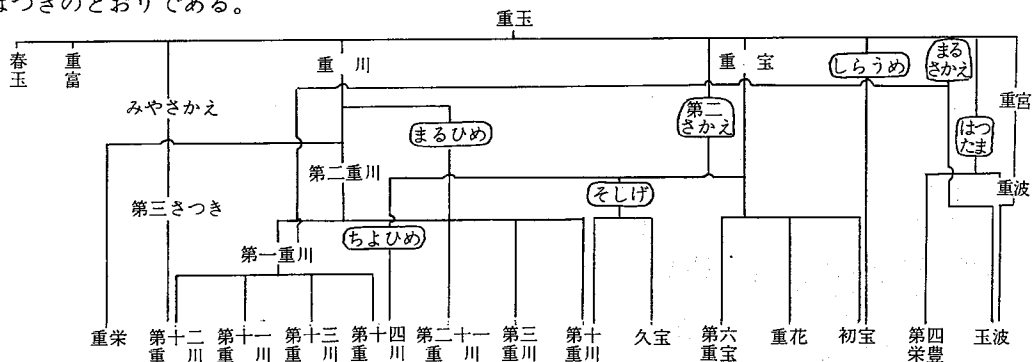 はつぎのとおりである。
重玉
春玉
重富
みやさかえ
重川
第二さかえ
重宝
しらうめ
まるさかえ
はつたま
重宮
まるひめ
第二重川
重波
第三さつき
そしげ
第一重川
ちよひめ
重栄
第十二重川
第十一重川
第十三重川
第十四重川
第二十一重川
第三重川
第十重川
久宝
第六重宝
重花
初宝
第四栄豊
玉波